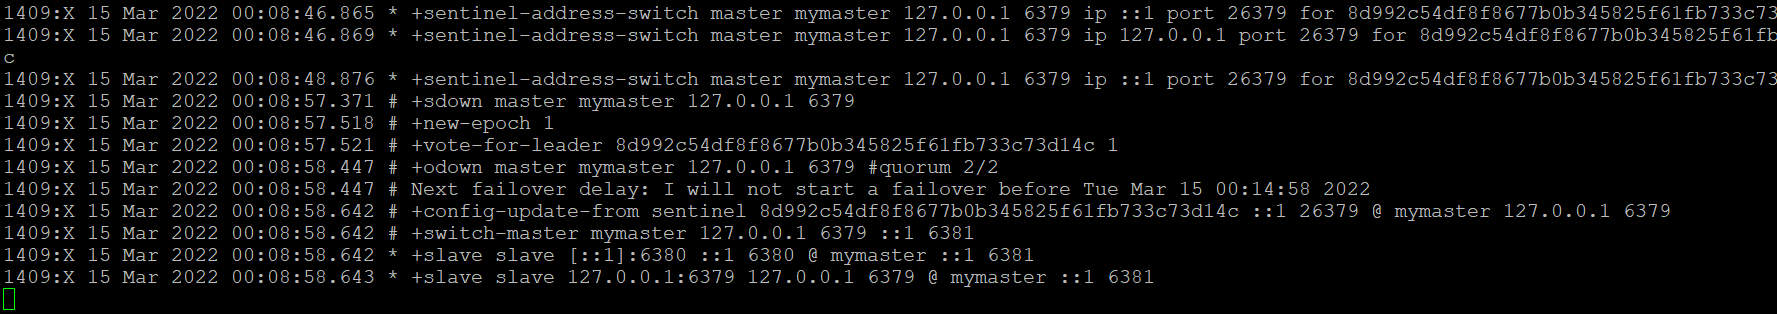 1409:X 15 Mar 2022 00:08:46.865 * +sentinel-address-switch master mymaster 127.0.0.1 6379 ip ::1 port 26379 for 8d992c54df8f8677b0b345825f61fb733c73
1409:X 15 Mar 2022 00:08:46.869 * +sentinel-address-switch master mymaster 127.0.0.1 6379 ip 127.0.0.1 port 26379 for 8d992c54df8f8677b0b345825f61fb
c
1409:X 15 Mar 2022 00:08:48.876 * +sentinel-address-switch master mymaster 127.0.0.1 6379 ip ::1 port 26379 for 8d992c54df8f8677b0b345825f61fb733c73
1409:X 15 Mar 2022 00:08:57.371 # +sdown master mymaster 127.0.0.1 6379
1409:X 15 Mar 2022 00:08:57.518 # +new-epoch 1
1409:X 15 Mar 2022 00:08:57.521 # +vote-for-leader 8d992c54df8f8677b0b345825f61fb733c73d14c 1
1409:X 15 Mar 2022 00:08:58.447 # +odown master mymaster 127.0.0.1 6379 #quorum 2/2
1409:X 15 Mar 2022 00:08:58.447 # Next failover delay: I will not start a failover before Tue Mar 15 00:14:58 2022
1409:X 15 Mar 2022 00:08:58.642 # +config-update-from sentinel 8d992c54df8f8677b0b345825f61fb733c73d14c ::1 26379 @ mymaster 127.0.0.1 6379
1409:X 15 Mar 2022 00:08:58.642 # +switch-master mymaster 127.0.0.1 6379 ::1 6381
1409:X 15 Mar 2022 00:08:58.642 * +slave slave [::1]:6380 ::1 6380 @ mymaster ::1 6381
1409:X 15 Mar 2022 00:08:58.643 * +slave slave 127.0.0.1:6379 127.0.0.1 6379 @ mymaster ::1 6381